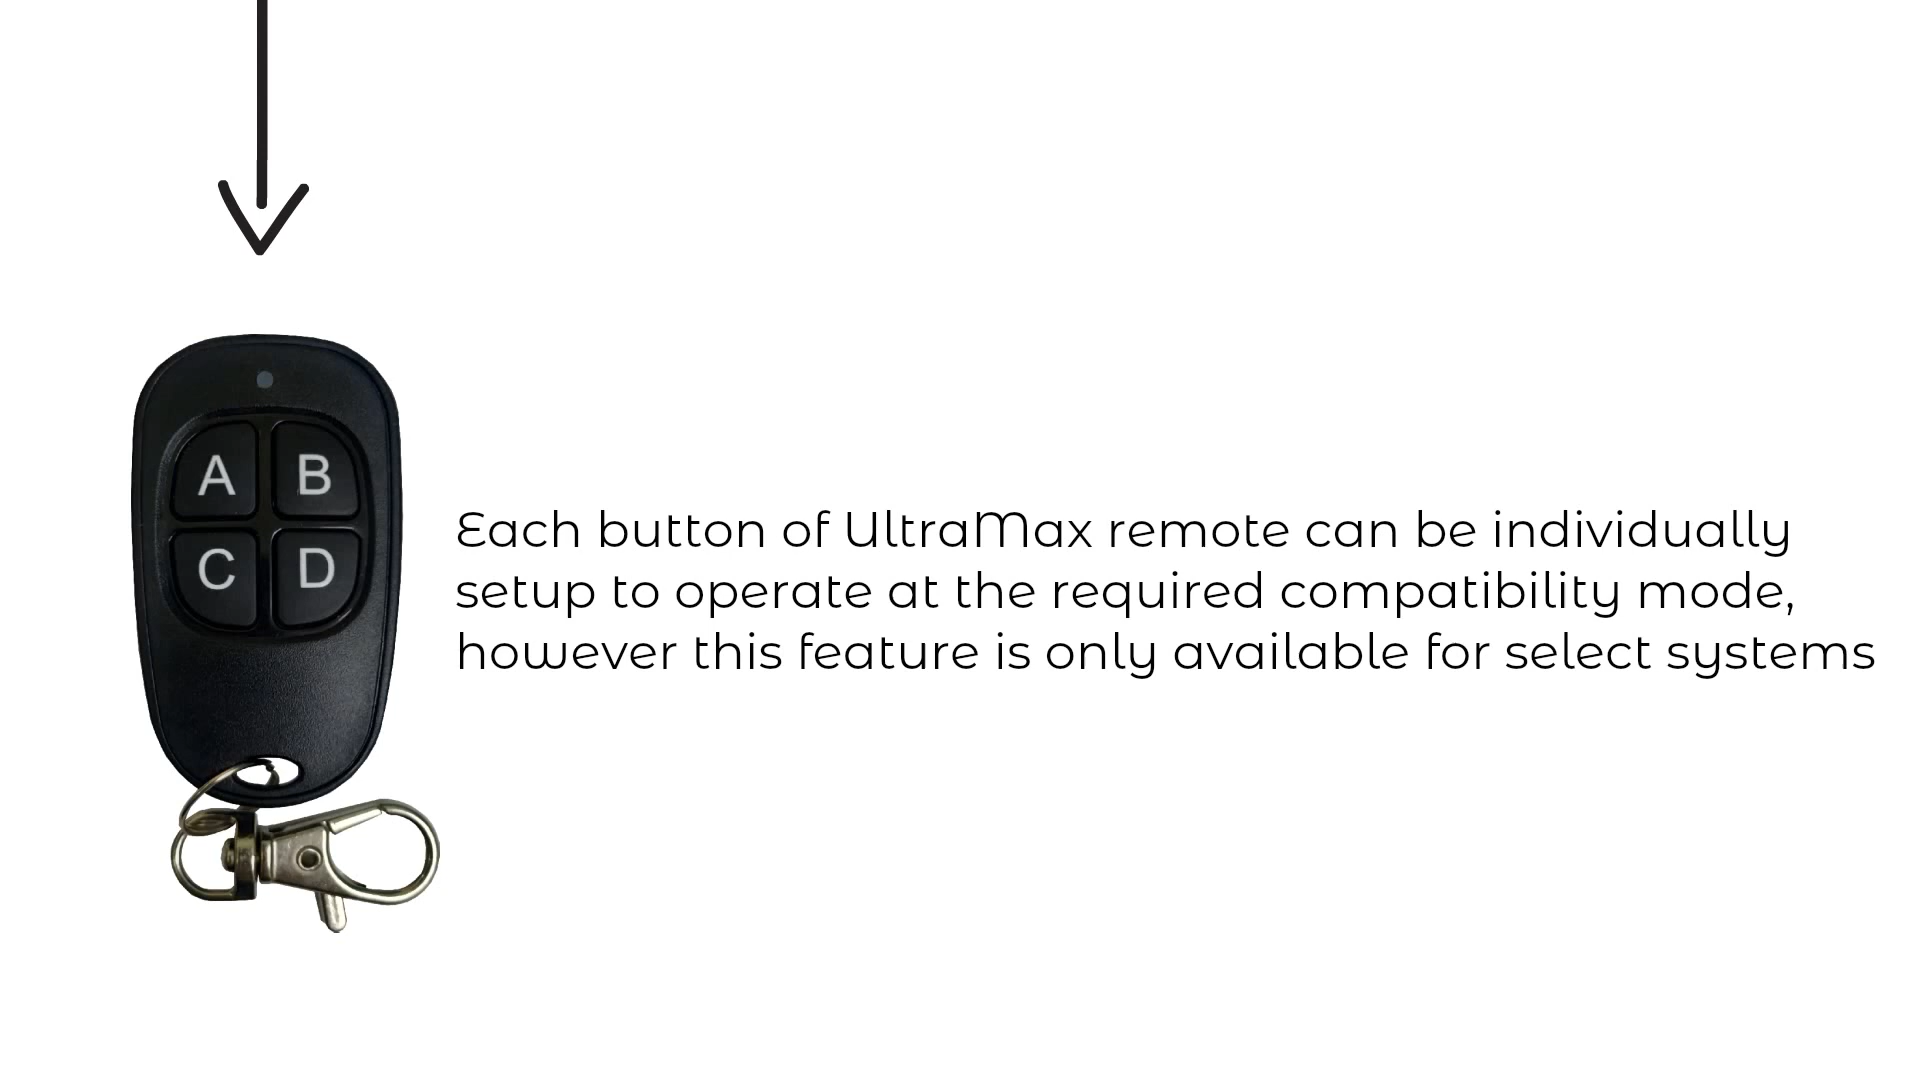 A B
C D
Each button of UltraMax remote can be individually
setup to operate at the required compatibility mode,
however this feature is only available for select systems